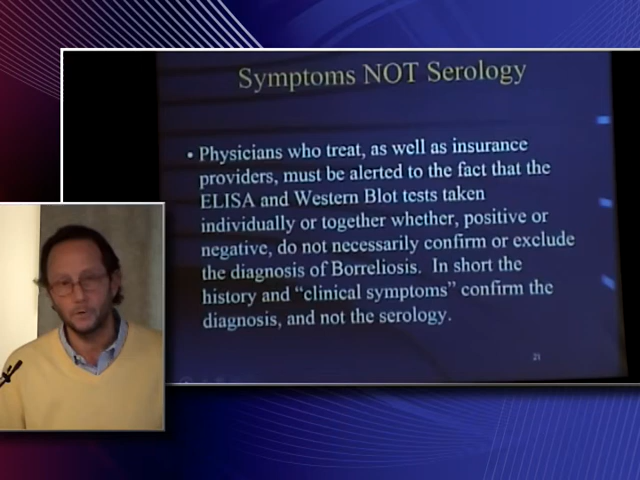 Symptoms NOT Serology
• Physicians who treat, as well as insurance
providers, must be alerted to the fact that the
ELISA and Western Blot tests taken
individually or together whether, positive or
negative, do not necessarily confirm or exclude
the diagnosis of Borreliosis. In short the
history and “clinical symptoms” confirm the
diagnosis, and not the serology.
21